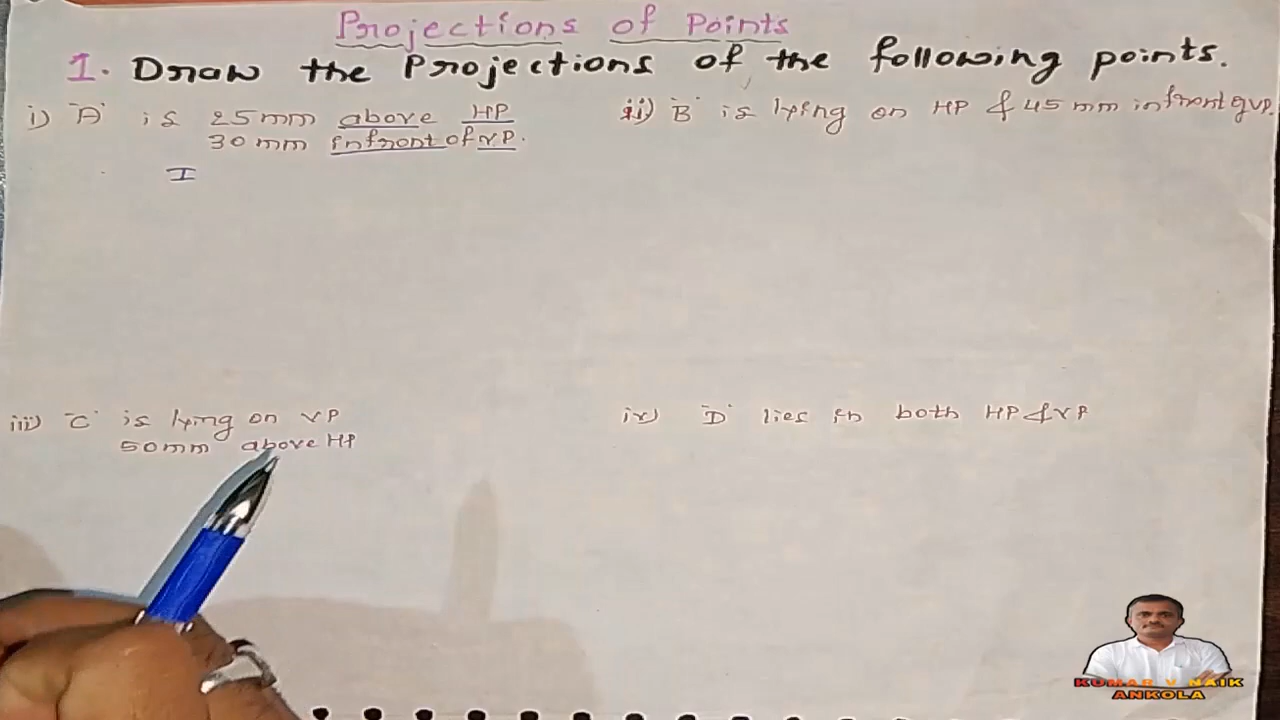 Projections of Points
1. Draw the Projections of the following points.
i) 'A' is 25mm above HP
30mm infront of VP.
I
ii) 'B' is lying on HP & 45mm infront of VP.
iii) 'C' is lying on VP
50mm above HP
iv) 'D' lies in both HP & VP
KUMAR V NAIK
ANKOLA